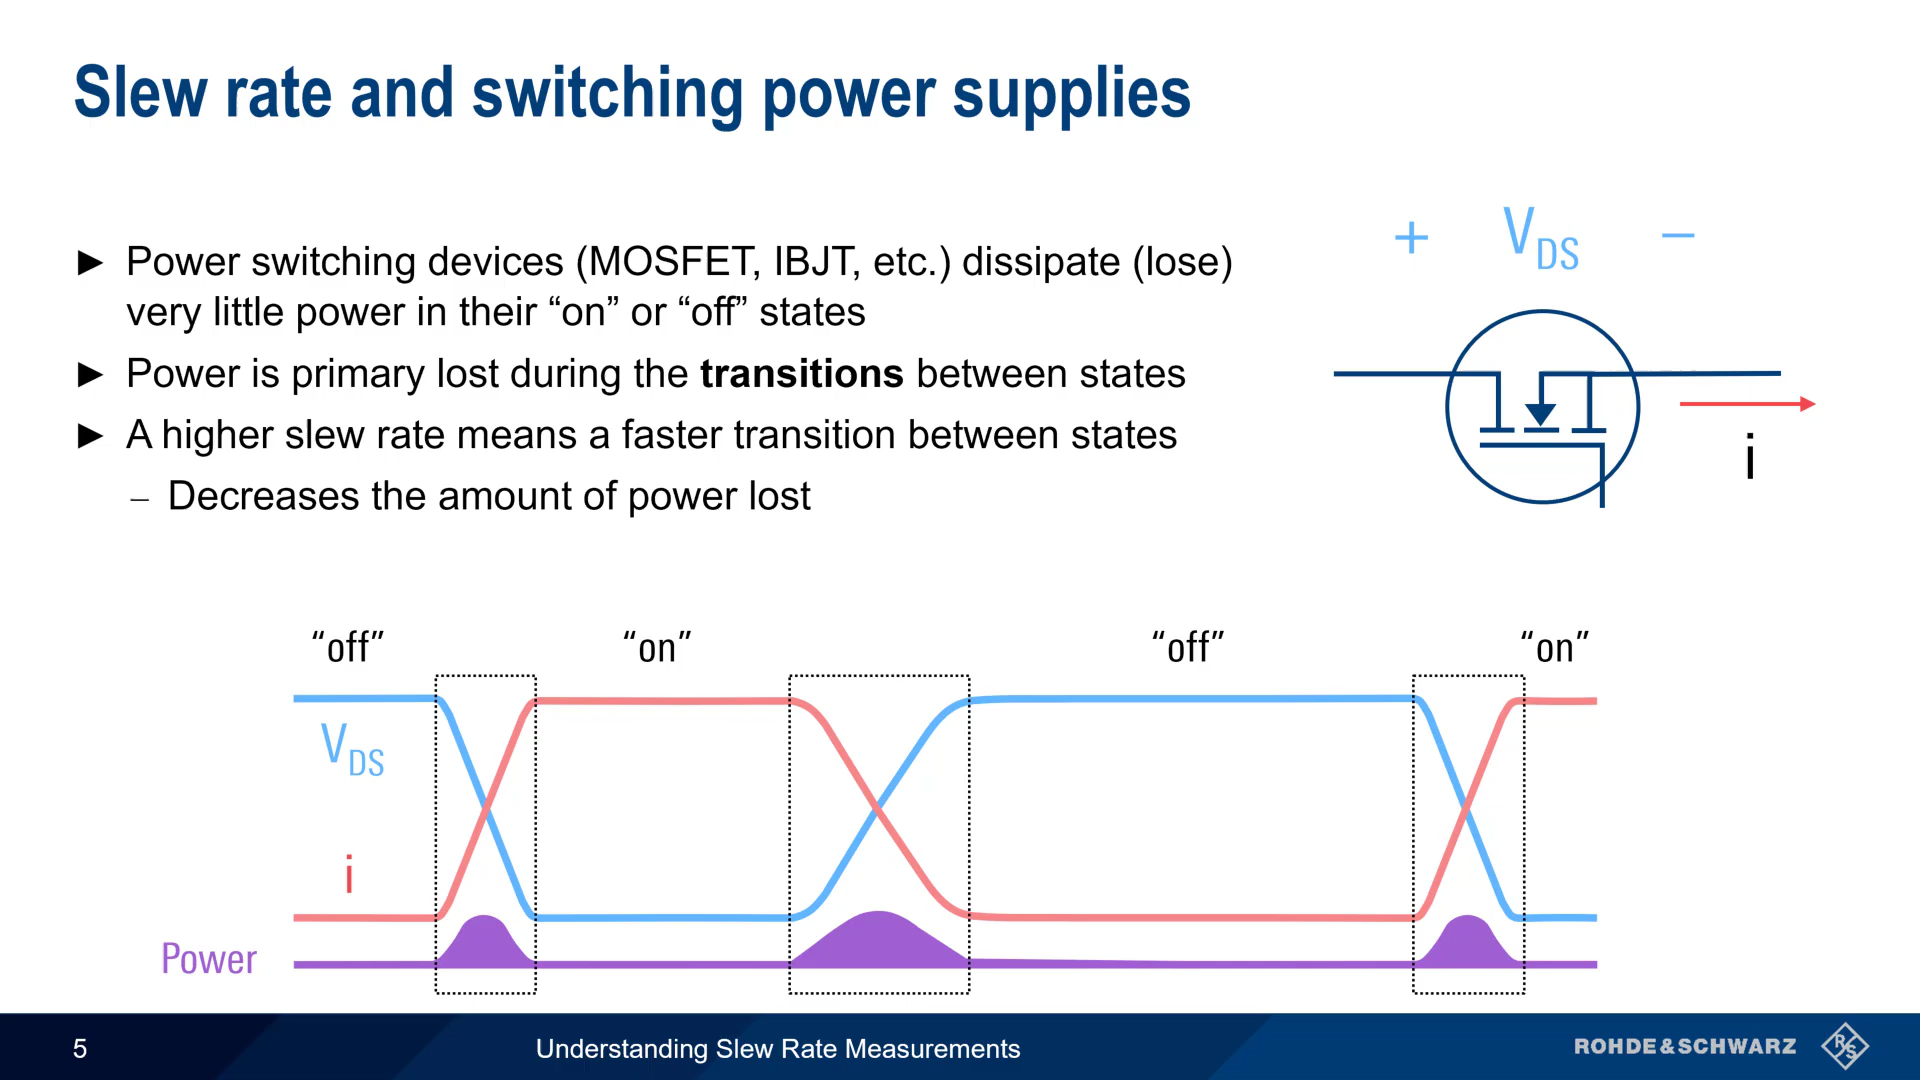 Slew rate and switching power supplies
► Power switching devices (MOSFET, IBJT, etc.) dissipate (lose)
very little power in their “on” or “off” states
► Power is primary lost during the transitions between states
► A higher slew rate means a faster transition between states
– Decreases the amount of power lost
+ VDS –
i
“off” “on” “off” “on”
VDS
i
Power
5 Understanding Slew Rate Measurements ROHDE&SCHWARZ R&S